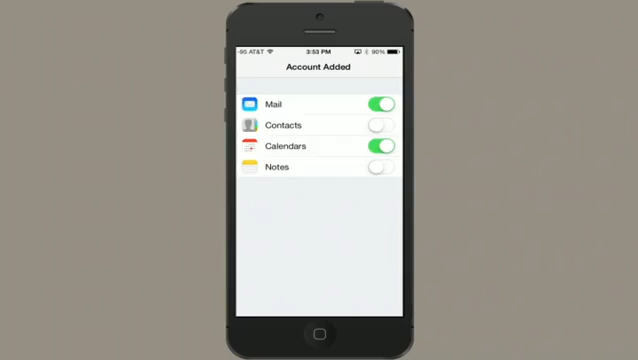 -95 AT&T 3:53 PM 90%
Account Added
Mail
Contacts
Calendars
Notes